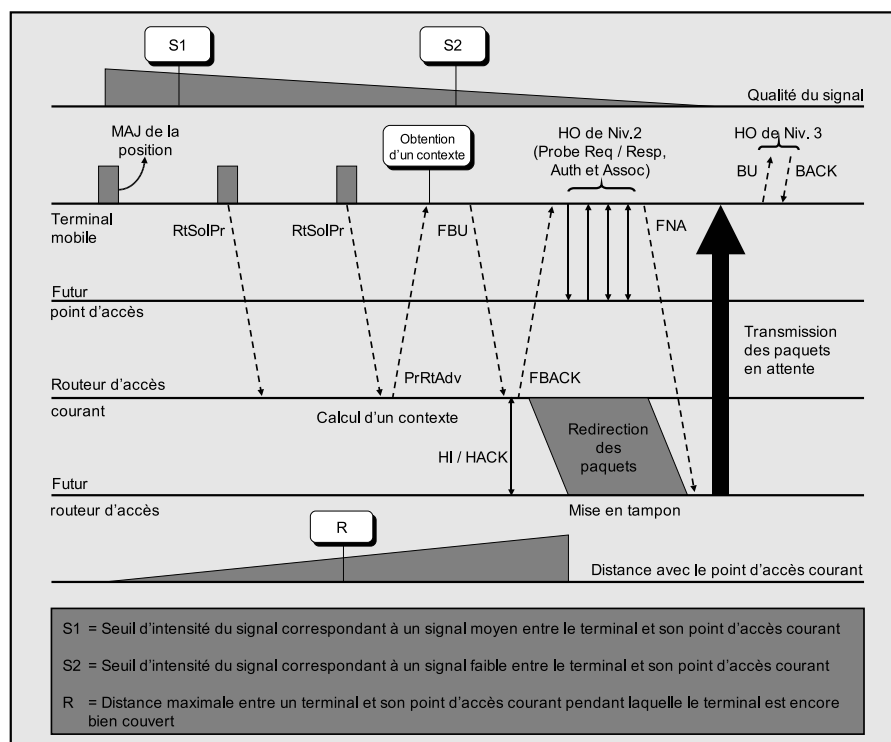 S1
S2
Qualité du signal
MAJ de la
position
Obtention
d'un contexte
HO de Niv.2
(Probe Req / Resp,
Auth et Assoc)
HO de Niv. 3
BU
BACK
Terminal
mobile
RtSolPr
RtSolPr
FBU
FNA
Futur
point d'accès
Transmission
des paquets
en attente
Routeur d'accès
courant
PrRtAdv
FBACK
Calcul d'un contexte
HI / HACK
Redirection
des
paquets
Futur
routeur d'accès
Mise en tampon
R
Distance avec le point d'accès courant
S1 = Seuil d'intensité du signal correspondant à un signal moyen entre le terminal et son point d'accès courant
S2 = Seuil d'intensité du signal correspondant à un signal faible entre le terminal et son point d'accès courant
R = Distance maximale entre un terminal et son point d'accès courant pendant laquelle le terminal est encore
bien couvert